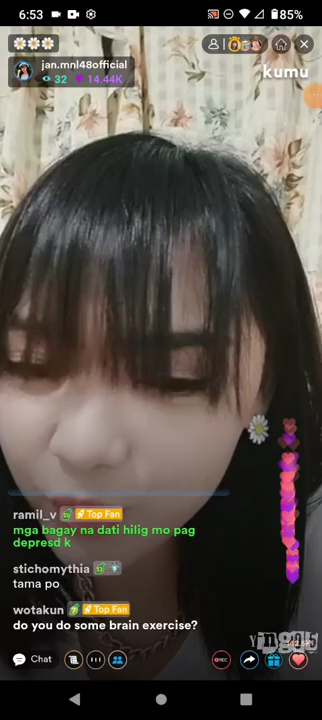 6:53
85%
jan.mnl48official
32
14.44K
kumu
ramil_v Top Fan
mga bagay na dati hilig mo pag
depresd k
stichomythia
tama po
wotakun Top Fan
do you do some brain exercise?
Chat
REC